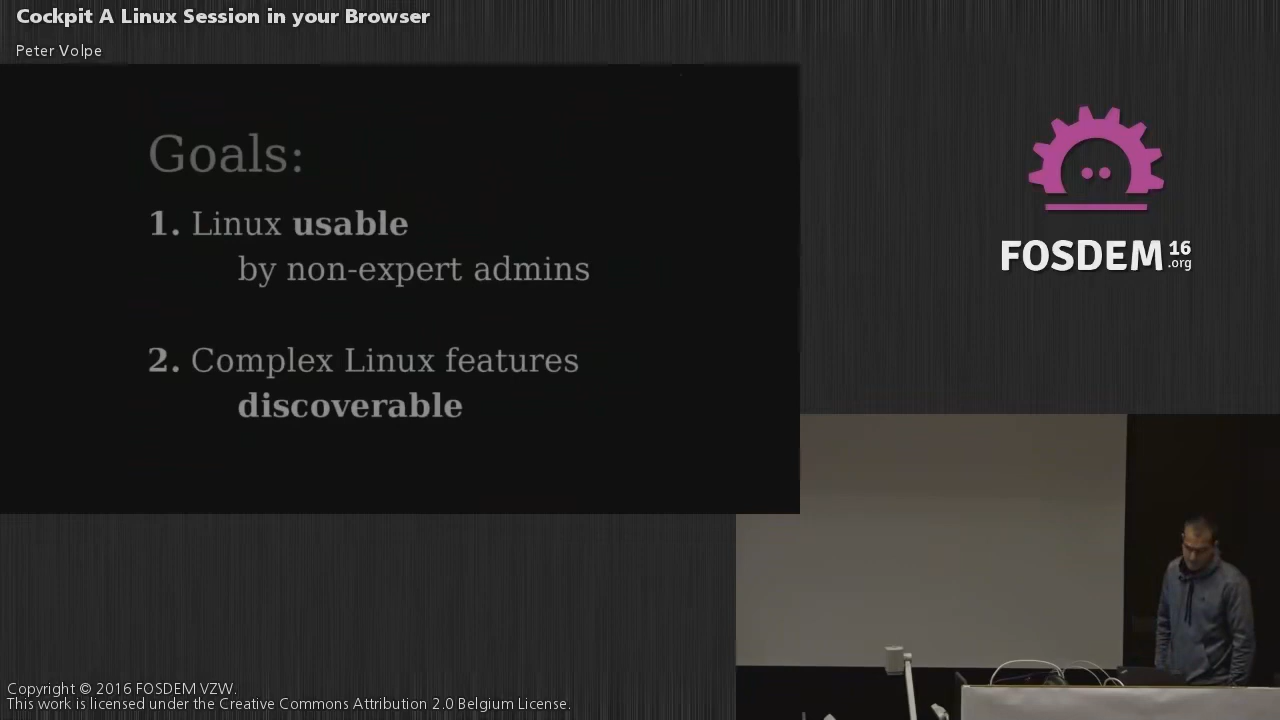 Cockpit A Linux Session in your Browser
Peter Volpe
Goals:
1. Linux usable
by non-expert admins
2. Complex Linux features
discoverable
FOSDEM 16
.org
Copyright © 2016 FOSDEM VZW.
This work is licensed under the Creative Commons Attribution 2.0 Belgium License.